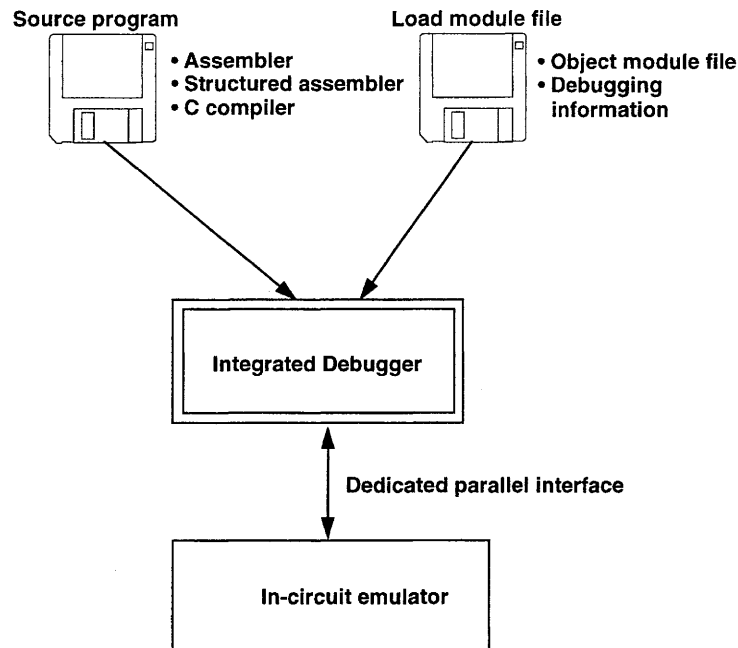 Source program
• Assembler
• Structured assembler
• C compiler
Load module file
• Object module file
• Debugging
information
Integrated Debugger
Dedicated parallel interface
In-circuit emulator